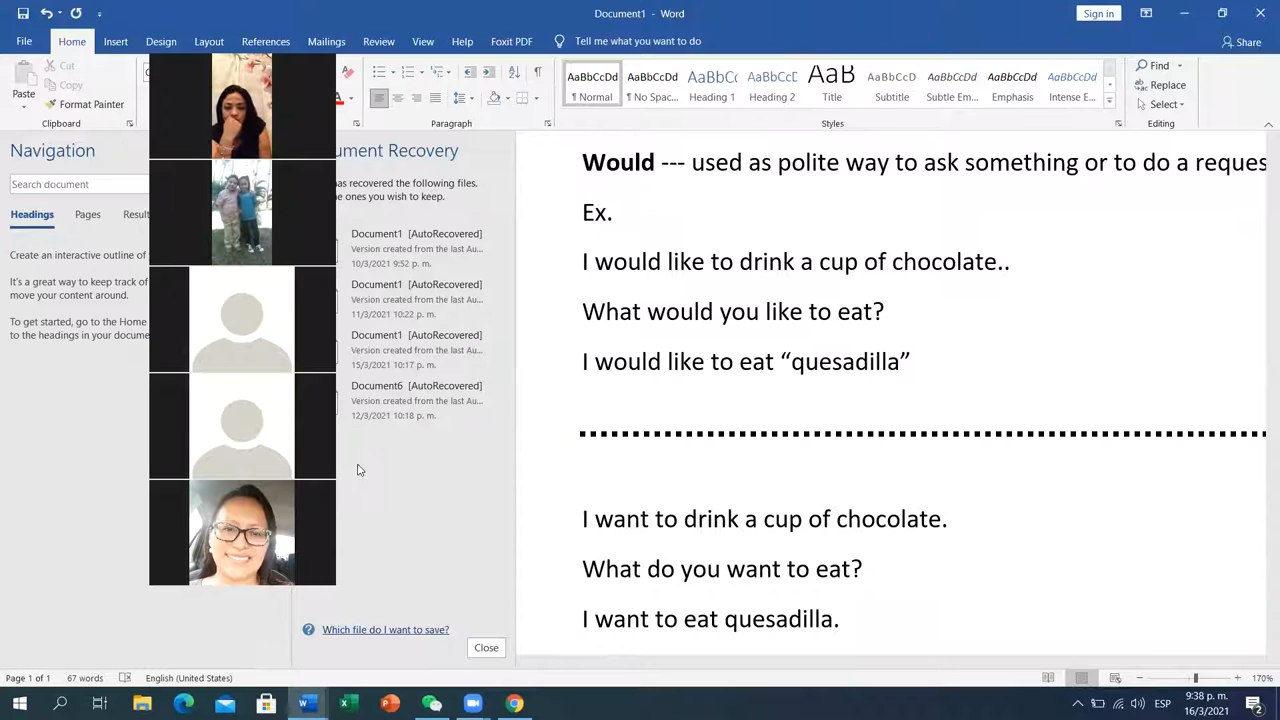 Document1 - Word
Sign in
File Home Insert Design Layout References Mailings Review View Help Foxit PDF Tell me what you want to do Share
Paste
Cut
Copy
Format Painter
Clipboard
Paragraph
AaBbCcDd ¶ Normal
AaBbCcDd ¶ No Spac...
AaBbC( Heading 1
AaBbCcD Heading 2
AaB Title
AaBbCcD Subtitle
AaBbCcDd Subtle Em...
AaBbCcDd Emphasis
AaBbCcDd Intense E...
Styles
Find
Replace
Select
Editing
Navigation
Search document
Headings Pages Result
Create an interactive outline of
It's a great way to keep track of
move your content around.
To get started, go to the Home
to the headings in your docume
ument Recovery
has recovered the following files.
the ones you wish to keep.
Document1 [AutoRecovered]
Version created from the last Au...
10/3/2021 9:52 p. m.
Document1 [AutoRecovered]
Version created from the last Au...
11/3/2021 10:22 p. m.
Document1 [AutoRecovered]
Version created from the last Au...
15/3/2021 10:17 p. m.
Document6 [AutoRecovered]
Version created from the last Au...
12/3/2021 10:18 p. m.
Which file do I want to save?
Close
Would --- used as polite way to ask something or to do a reques
Ex.
I would like to drink a cup of chocolate..
What would you like to eat?
I would like to eat “quesadilla”
I want to drink a cup of chocolate.
What do you want to eat?
I want to eat quesadilla.
Page 1 of 1 67 words English (United States) 170%
ESP
9:38 p. m.
16/3/2021
2